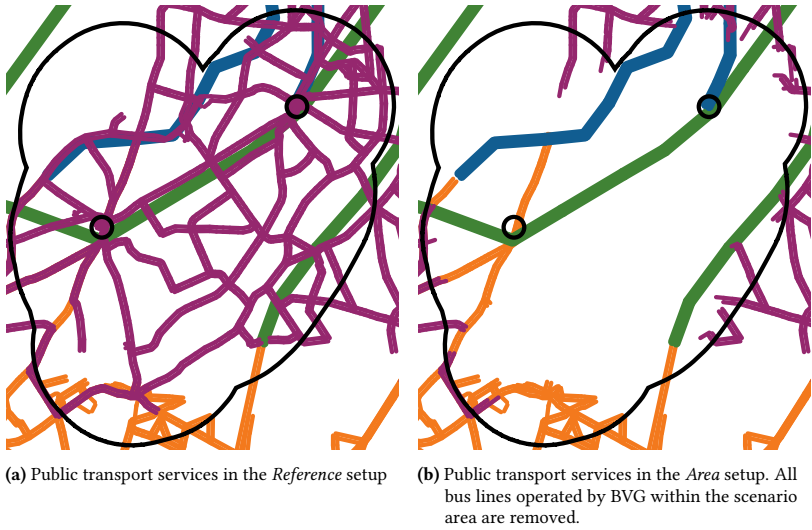 (a) Public transport services in the Reference setup
(b) Public transport services in the Area setup. All
bus lines operated by BVG within the scenario
area are removed.